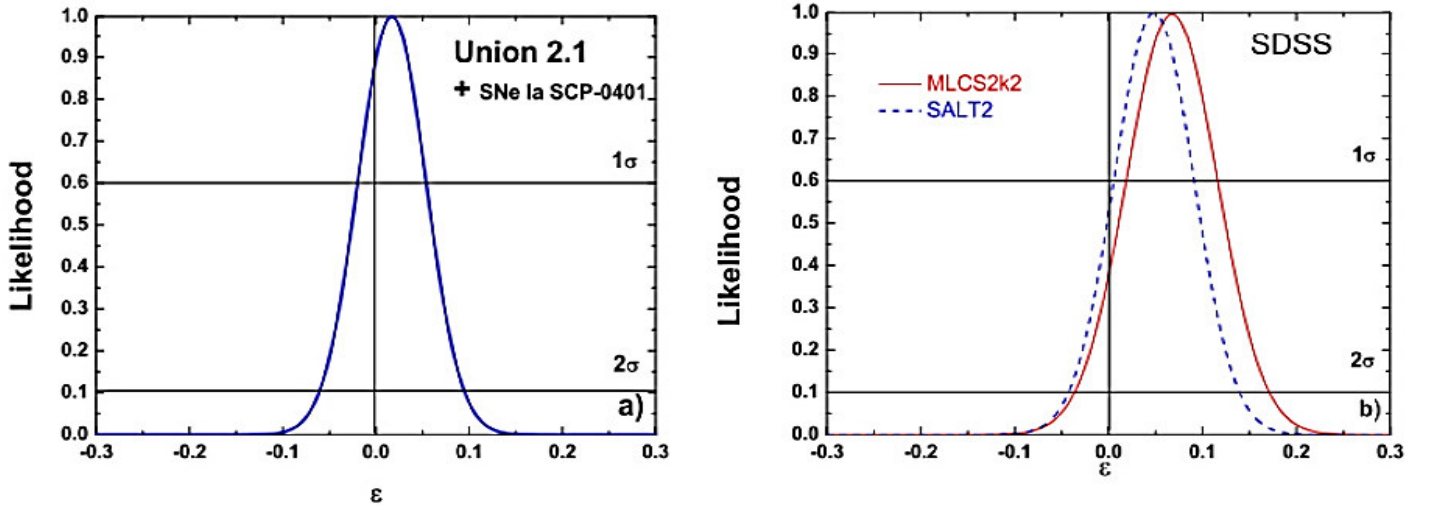 Union 2.1
+ SNe Ia SCP-0401
1σ
2σ
a)
Likelihood
1.0
0.9
0.8
0.7
0.6
0.5
0.4
0.3
0.2
0.1
0.0
-0.3 -0.2 -0.1 0.0 0.1 0.2 0.3
ε
SDSS
MLCS2k2
SALT2
1σ
2σ
b)
Likelihood
1.0
0.9
0.8
0.7
0.6
0.5
0.4
0.3
0.2
0.1
0.0
-0.3 -0.2 -0.1 0.0 0.1 0.2 0.3
ε